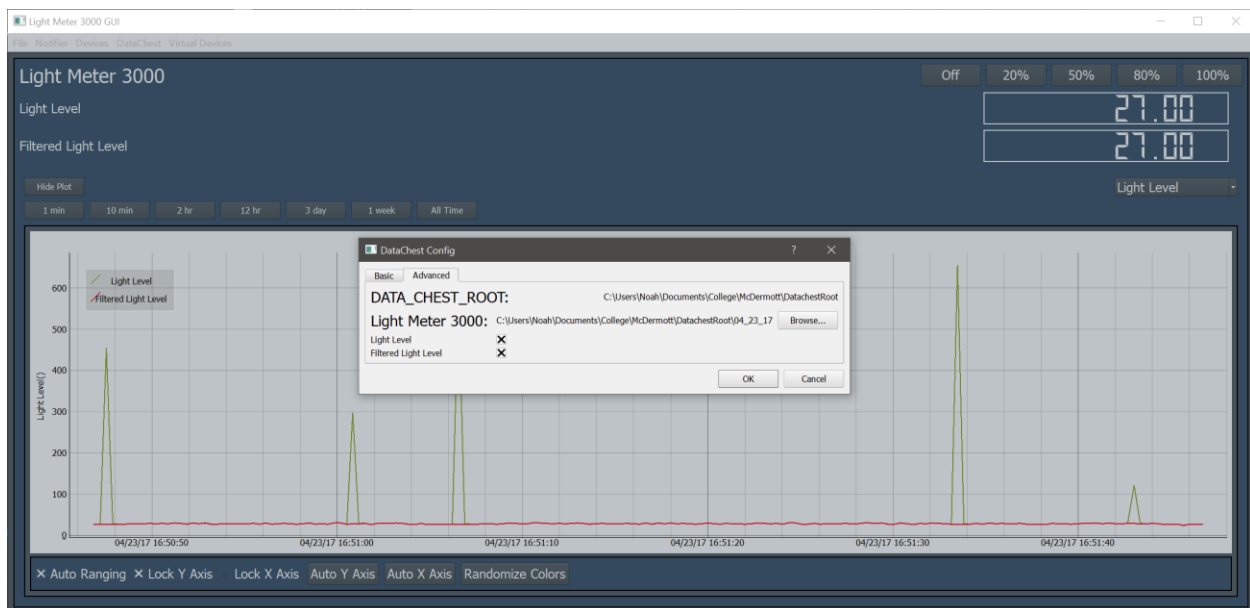 Light Meter 3000 GUI
File Notifier Devices DataChest Virtual Devices
Light Meter 3000
Off 20% 50% 80% 100%
Light Level
27.00
Filtered Light Level
27.00
Hide Plot
Light Level
1 min 10 min 2 hr 12 hr 3 day 1 week All Time
DataChest Config ?
Basic Advanced
DATA_CHEST_ROOT: C:\Users\Noah\Documents\College\McDermott\DatachestRoot
Light Meter 3000: C:\Users\Noah\Documents\College\McDermott\DatachestRoot\04_23_17 Browse...
Light Level
Filtered Light Level
OK Cancel
Light Level
Filtered Light Level
Light Level()
600
500
400
300
200
100
0
04/23/17 16:50:50 04/23/17 16:51:00 04/23/17 16:51:10 04/23/17 16:51:20 04/23/17 16:51:30 04/23/17 16:51:40
Auto Ranging Lock Y Axis Lock X Axis Auto Y Axis Auto X Axis Randomize Colors